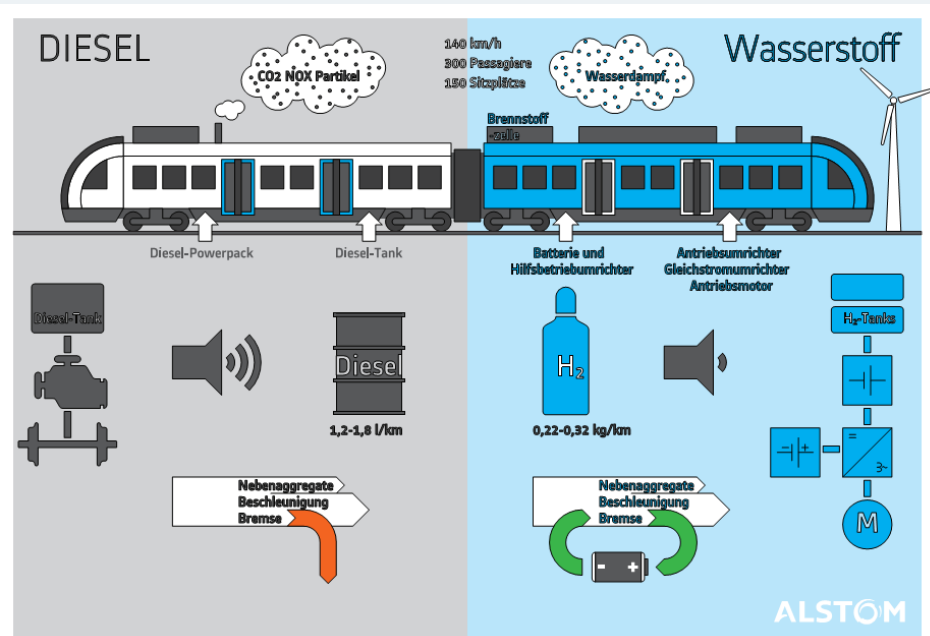 DIESEL
Wasserstoff
CO2 NOX Partikel
140 km/h
300 Passagiere
150 Sitzplätze
Wasserdampf
Brennstoff
-zelle
Diesel-Powerpack
Diesel-Tank
Batterie und
Hilfsbetriebumrichter
Antriebsumrichter
Gleichstromumrichter
Antriebsmotor
Diesel-Tank
Diesel
1,2-1,8 l/km
H₂
0,22-0,32 kg/km
H₂-Tanks
M
Nebenaggregate
Beschleunigung
Bremse
Nebenaggregate
Beschleunigung
Bremse
ALSTOM